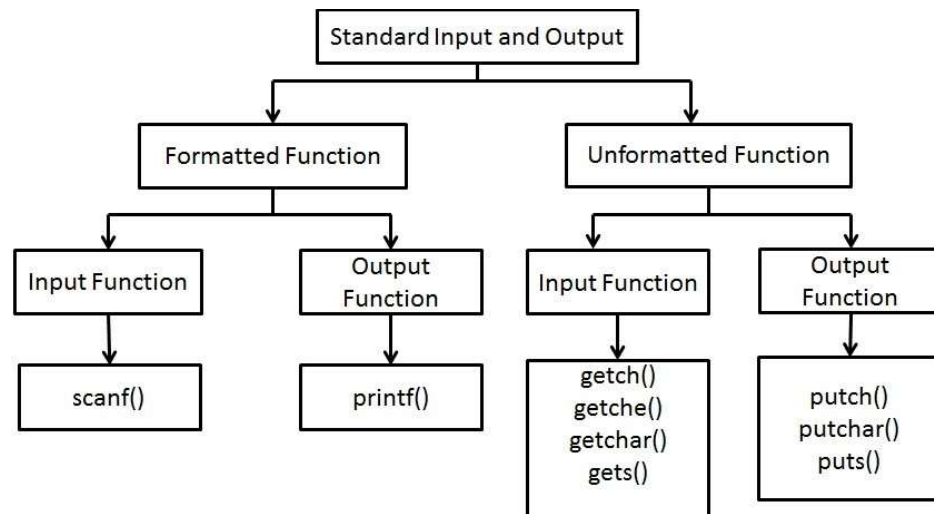 Standard Input and Output
Formatted Function
Unformatted Function
Input Function
Output
Function
Input Function
Output
Function
scanf()
printf()
getch()
getche()
getchar()
gets()
putch()
putchar()
puts()